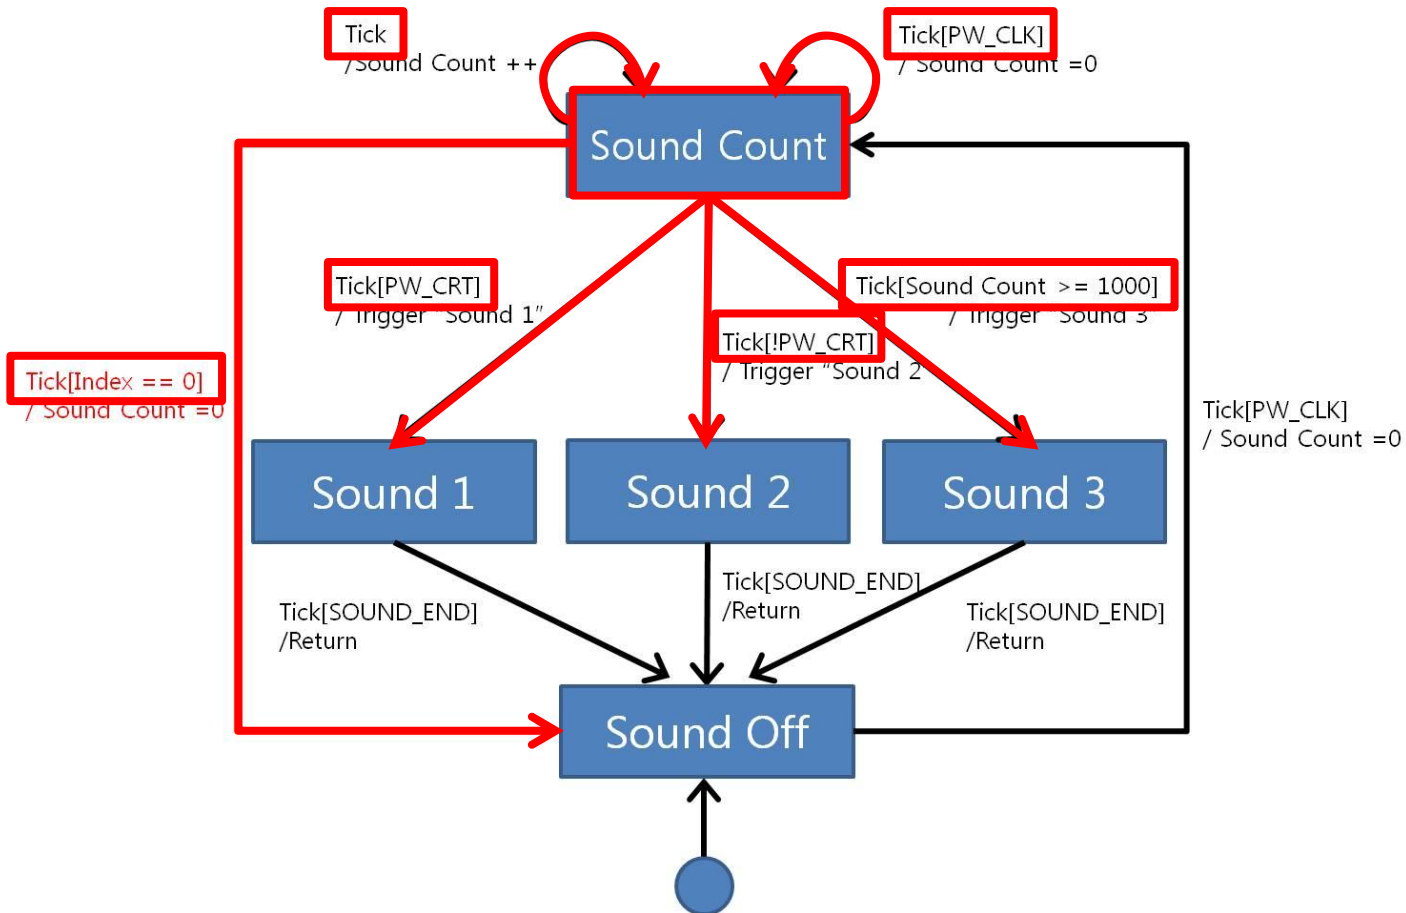 Tick
/Sound Count ++
Tick[PW_CLK]
/ Sound Count =0
Sound Count
Tick[PW_CRT]
/ Trigger "Sound 1"
Tick[!PW_CRT]
/ Trigger "Sound 2
Tick[Sound Count >= 1000]
/ Trigger "Sound 3
Tick[Index == 0]
/ Sound Count =0
Tick[PW_CLK]
/ Sound Count =0
Sound 1
Sound 2
Sound 3
Tick[SOUND_END]
/Return
Tick[SOUND_END]
/Return
Tick[SOUND_END]
/Return
Sound Off